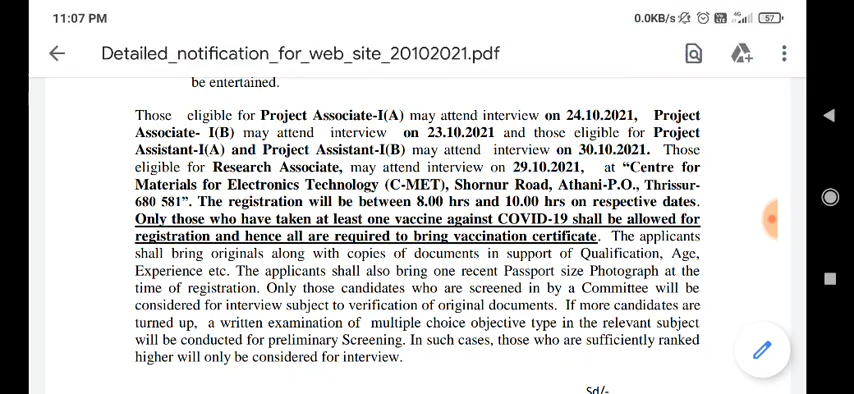 11:07 PM
0.0KB/s 4G 57
Detailed_notification_for_web_site_20102021.pdf
be entertained.
Those eligible for Project Associate-I(A) may attend interview on 24.10.2021, Project
Associate- I(B) may attend interview on 23.10.2021 and those eligible for Project
Assistant-I(A) and Project Assistant-I(B) may attend interview on 30.10.2021. Those
eligible for Research Associate, may attend interview on 29.10.2021, at “Centre for
Materials for Electronics Technology (C-MET), Shornur Road, Athani-P.O., Thrissur-
680 581”. The registration will be between 8.00 hrs and 10.00 hrs on respective dates.
Only those who have taken at least one vaccine against COVID-19 shall be allowed for
registration and hence all are required to bring vaccination certificate. The applicants
shall bring originals along with copies of documents in support of Qualification, Age,
Experience etc. The applicants shall also bring one recent Passport size Photograph at the
time of registration. Only those candidates who are screened in by a Committee will be
considered for interview subject to verification of original documents. If more candidates are
turned up, a written examination of multiple choice objective type in the relevant subject
will be conducted for preliminary Screening. In such cases, those who are sufficiently ranked
higher will only be considered for interview.
Sd/-